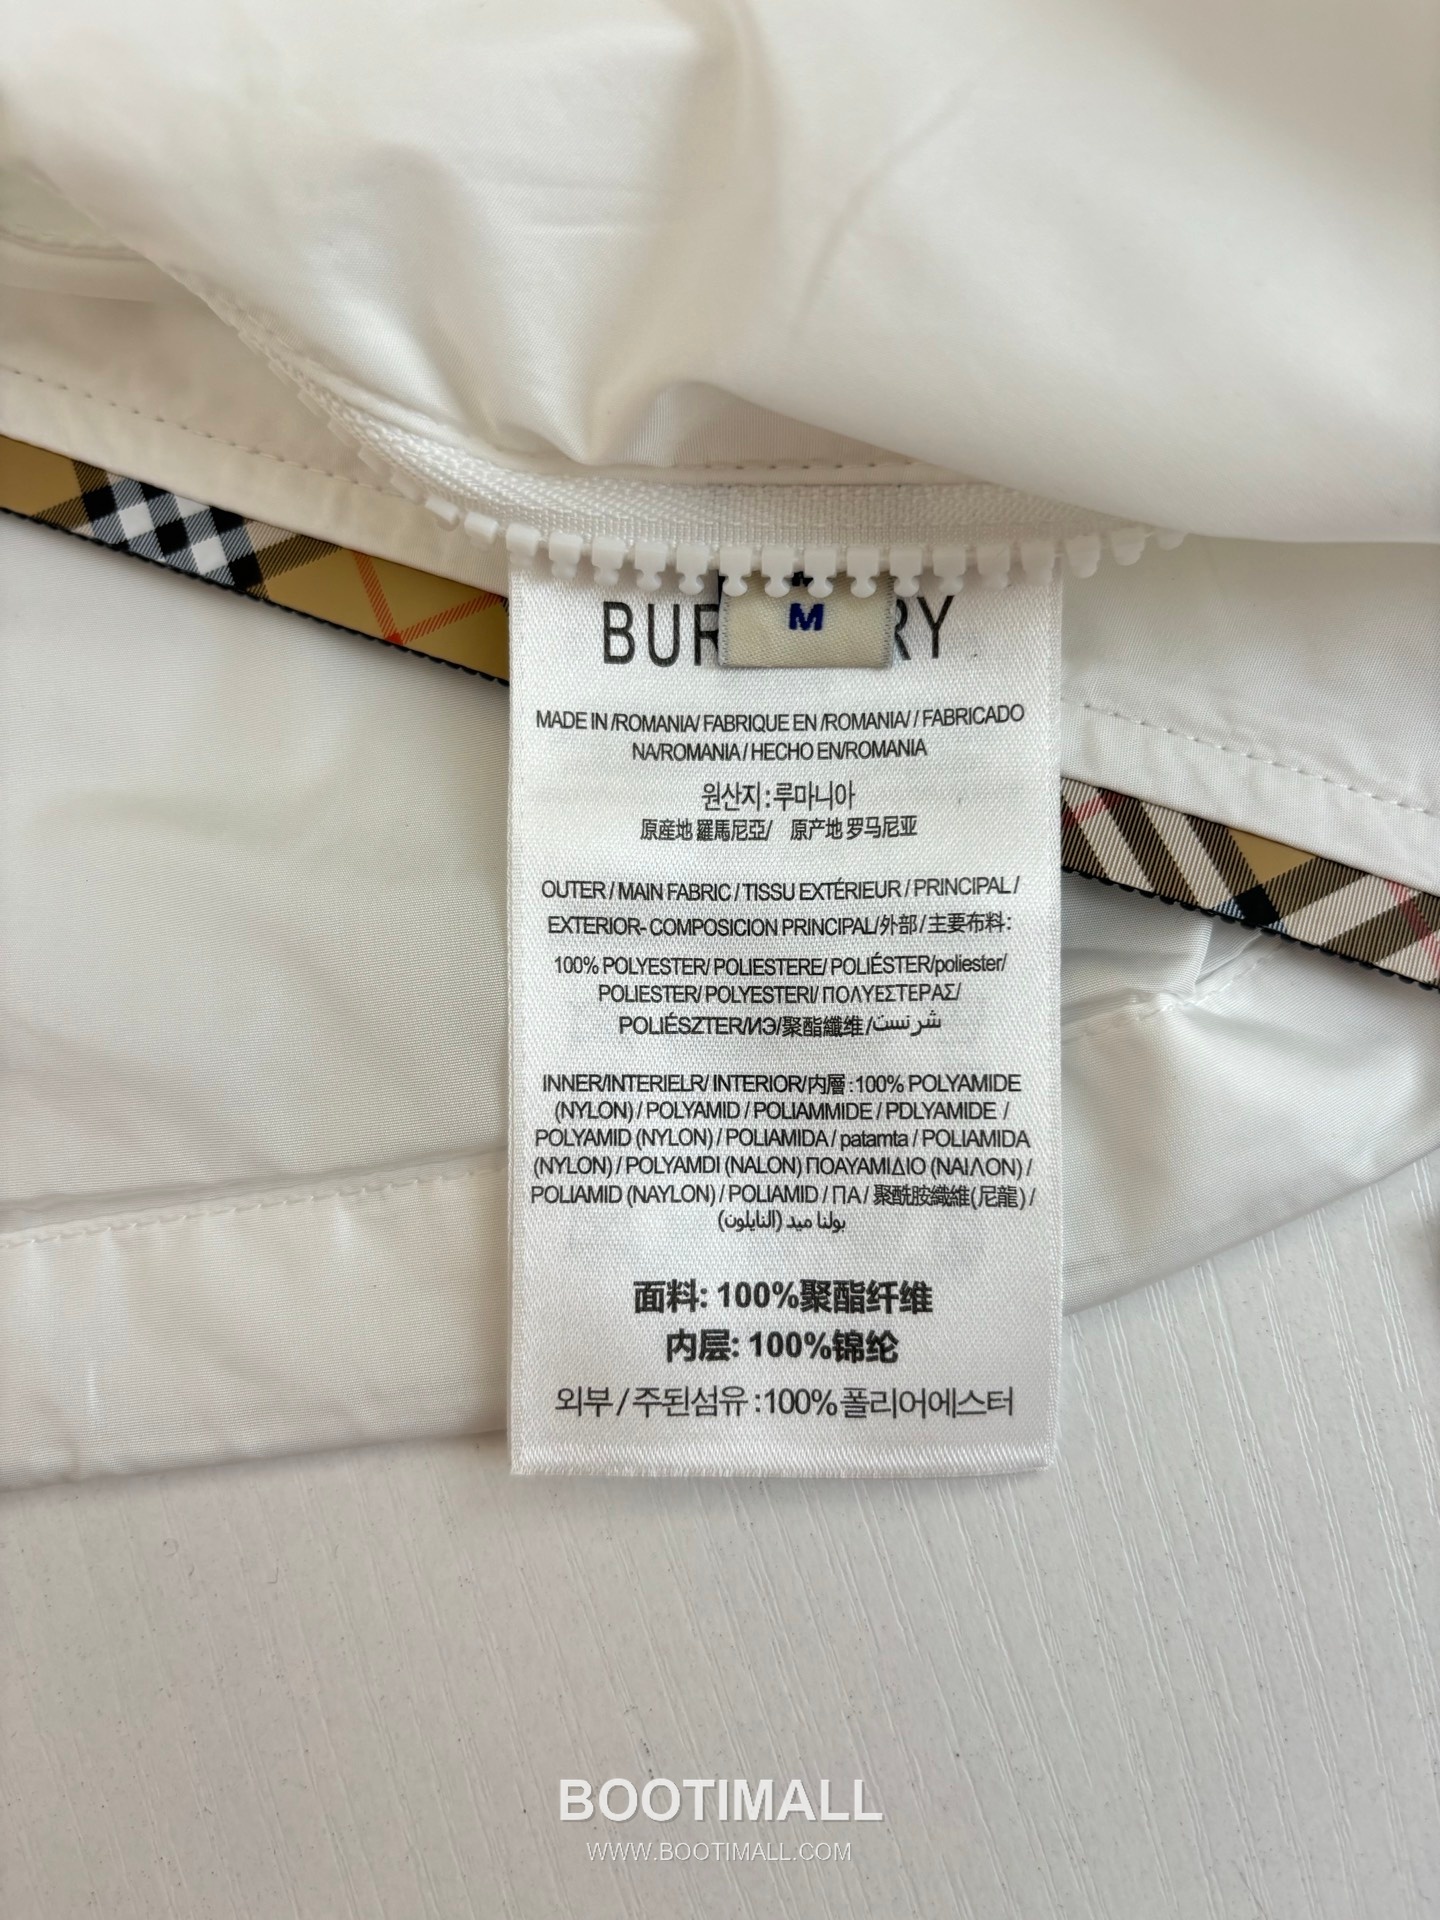 BUR RY
M
MADE IN /ROMANIA/ FABRIQUE EN /ROMANIA/ / FABRICADO
NA/ROMANIA / HECHO EN/ROMANIA
원산지:루마니아
原産地 羅馬尼亞/ 原产地 罗马尼亚
OUTER / MAIN FABRIC / TISSU EXTÉRIEUR / PRINCIPAL /
EXTERIOR- COMPOSICION PRINCIPAL/外部 / 主要布料:
100% POLYESTER/ POLIESTERE/ POLIÉSTER/poliester/
POLIESTER/ POLYESTERI/ ΠΟΛΥΕΣΤΕΡΑΣ/
POLIÉSZTER/ИЭ/聚酯纖维/شرنست
INNER/INTERIELR/ INTERIOR/内層 :100% POLYAMIDE
(NYLON) / POLYAMID / POLIAMMIDE / PDLYAMIDE /
POLYAMID (NYLON) / POLIAMIDA / patamta / POLIAMIDA
(NYLON) / POLYAMDI (NALON) ΠΟΑΥΑΜΙΔΙΟ (ΝΑΙΛΟΝ) /
POLIAMID (NAYLON) / POLIAMID / ПА / 聚酰胺纖維(尼龍) /
بولنا ميد (النايلون)
面料: 100%聚酯纤维
内层: 100%锦纶
외부 / 주된섬유 :100% 폴리어에스터
BOOTIMALL
WWW.BOOTIMALL.COM